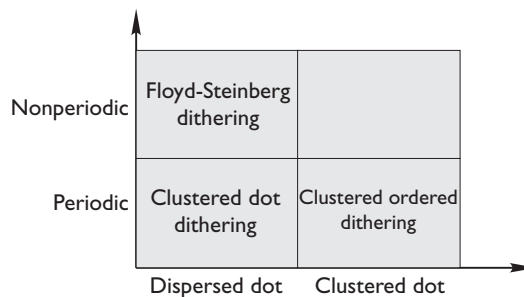 Nonperiodic
Floyd-Steinberg
dithering
Periodic
Clustered dot
dithering
Clustered ordered
dithering
Dispersed dot
Clustered dot